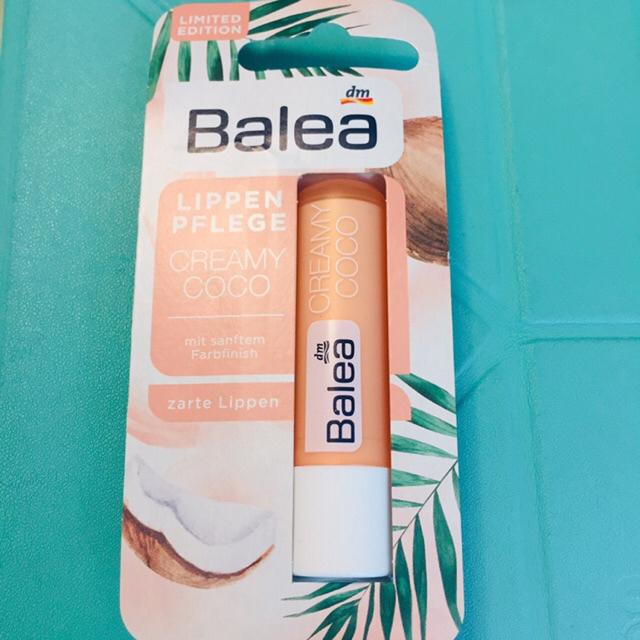 LIMITED
EDITION
dm
Balea
LIPPEN
PFLEGE
CREAMY
COCO
mit sanftem
Farbfinish
zarte Lippen
CREAMY
COCO
dm
Balea